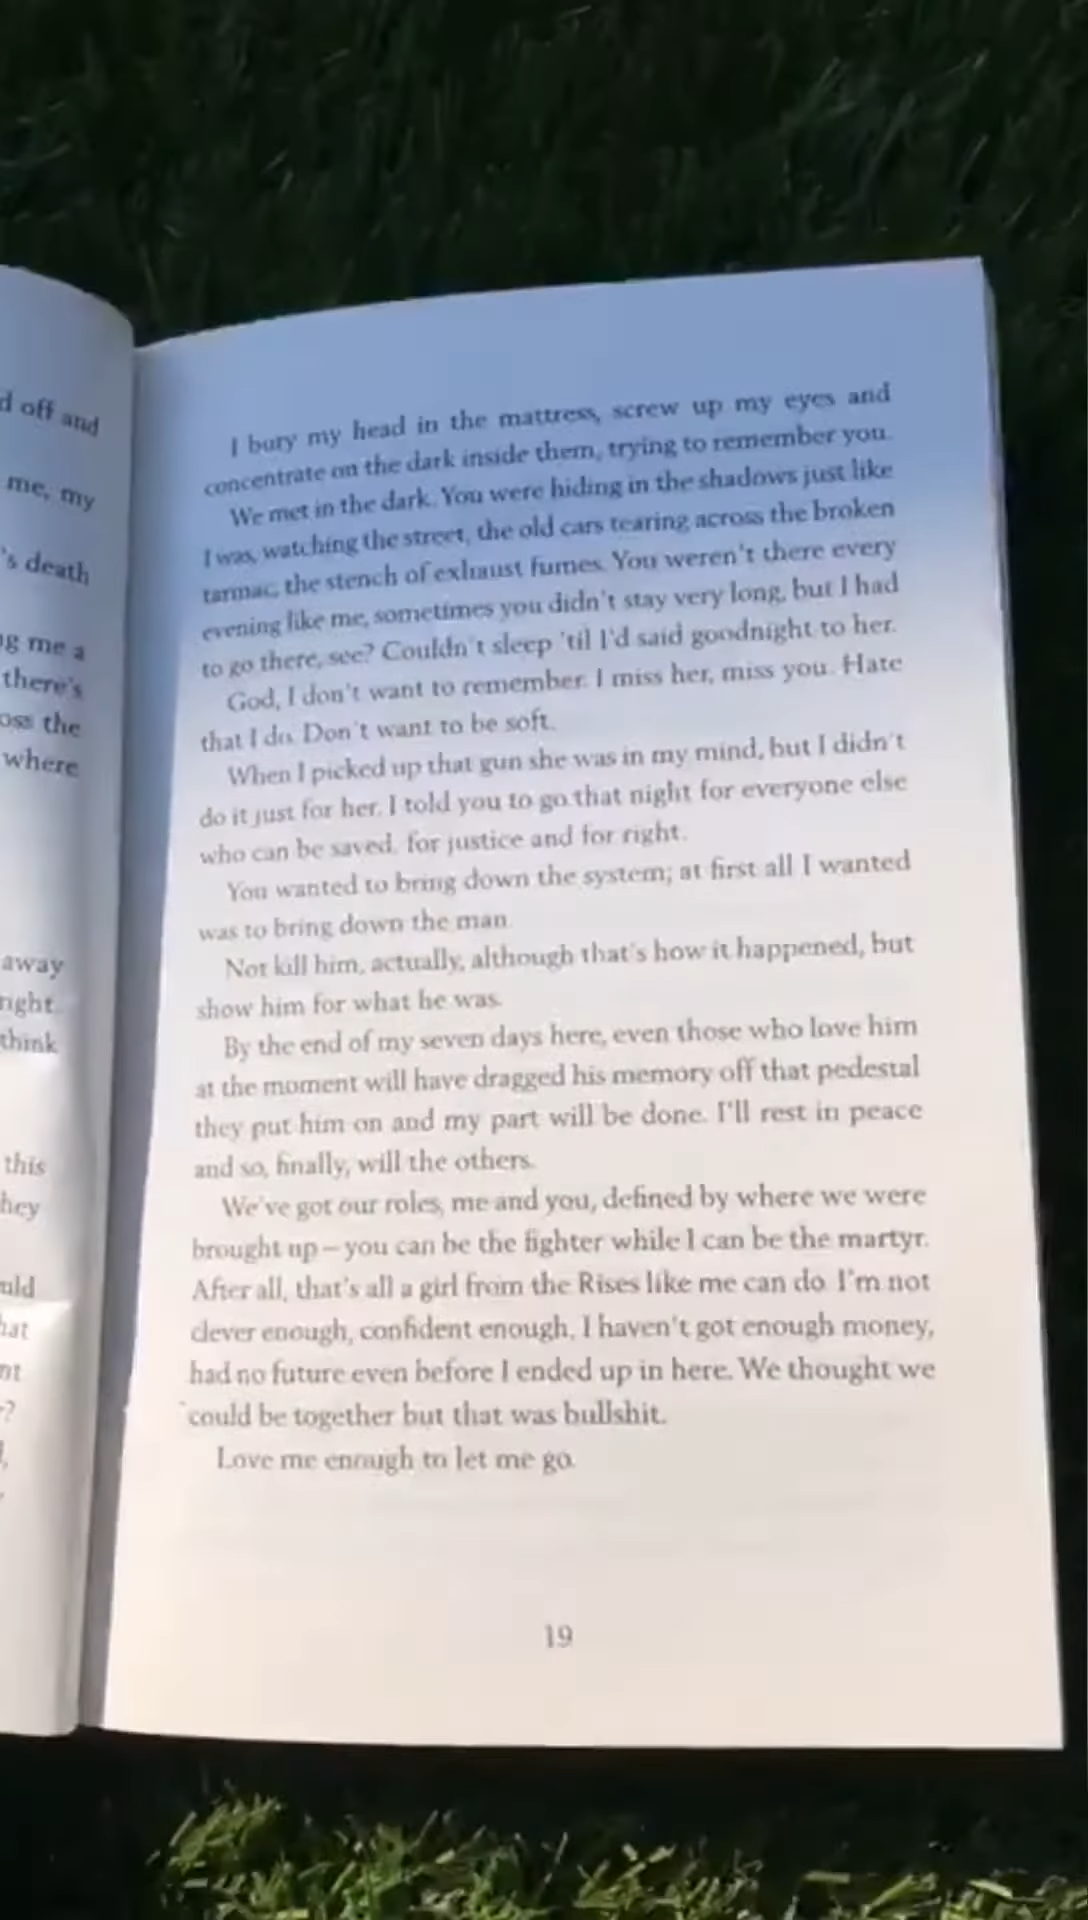 d off and
me, my
's death
ng me a
there's
oss the
where
away
right.
think
this
hey
uld
hat
nt
?
I bury my head in the mattress, screw up my eyes and
concentrate on the dark inside them, trying to remember you.
We met in the dark. You were hiding in the shadows just like
I was, watching the street, the old cars tearing across the broken
tarmac, the stench of exhaust fumes. You weren't there every
evening like me, sometimes you didn't stay very long, but I had
to go there, see? Couldn't sleep 'til I'd said goodnight to her.
God, I don't want to remember. I miss her, miss you. Hate
that I do. Don't want to be soft.
When I picked up that gun she was in my mind, but I didn't
do it just for her. I told you to go that night for everyone else
who can be saved, for justice and for right.
You wanted to bring down the system; at first all I wanted
was to bring down the man.
Not kill him, actually, although that's how it happened, but
show him for what he was.
By the end of my seven days here, even those who love him
at the moment will have dragged his memory off that pedestal
they put him on and my part will be done. I'll rest in peace
and so, finally, will the others.
We've got our roles, me and you, defined by where we were
brought up – you can be the fighter while I can be the martyr.
After all, that's all a girl from the Rises like me can do. I'm not
clever enough, confident enough, I haven't got enough money,
had no future even before I ended up in here. We thought we
could be together but that was bullshit.
Love me enough to let me go.
19